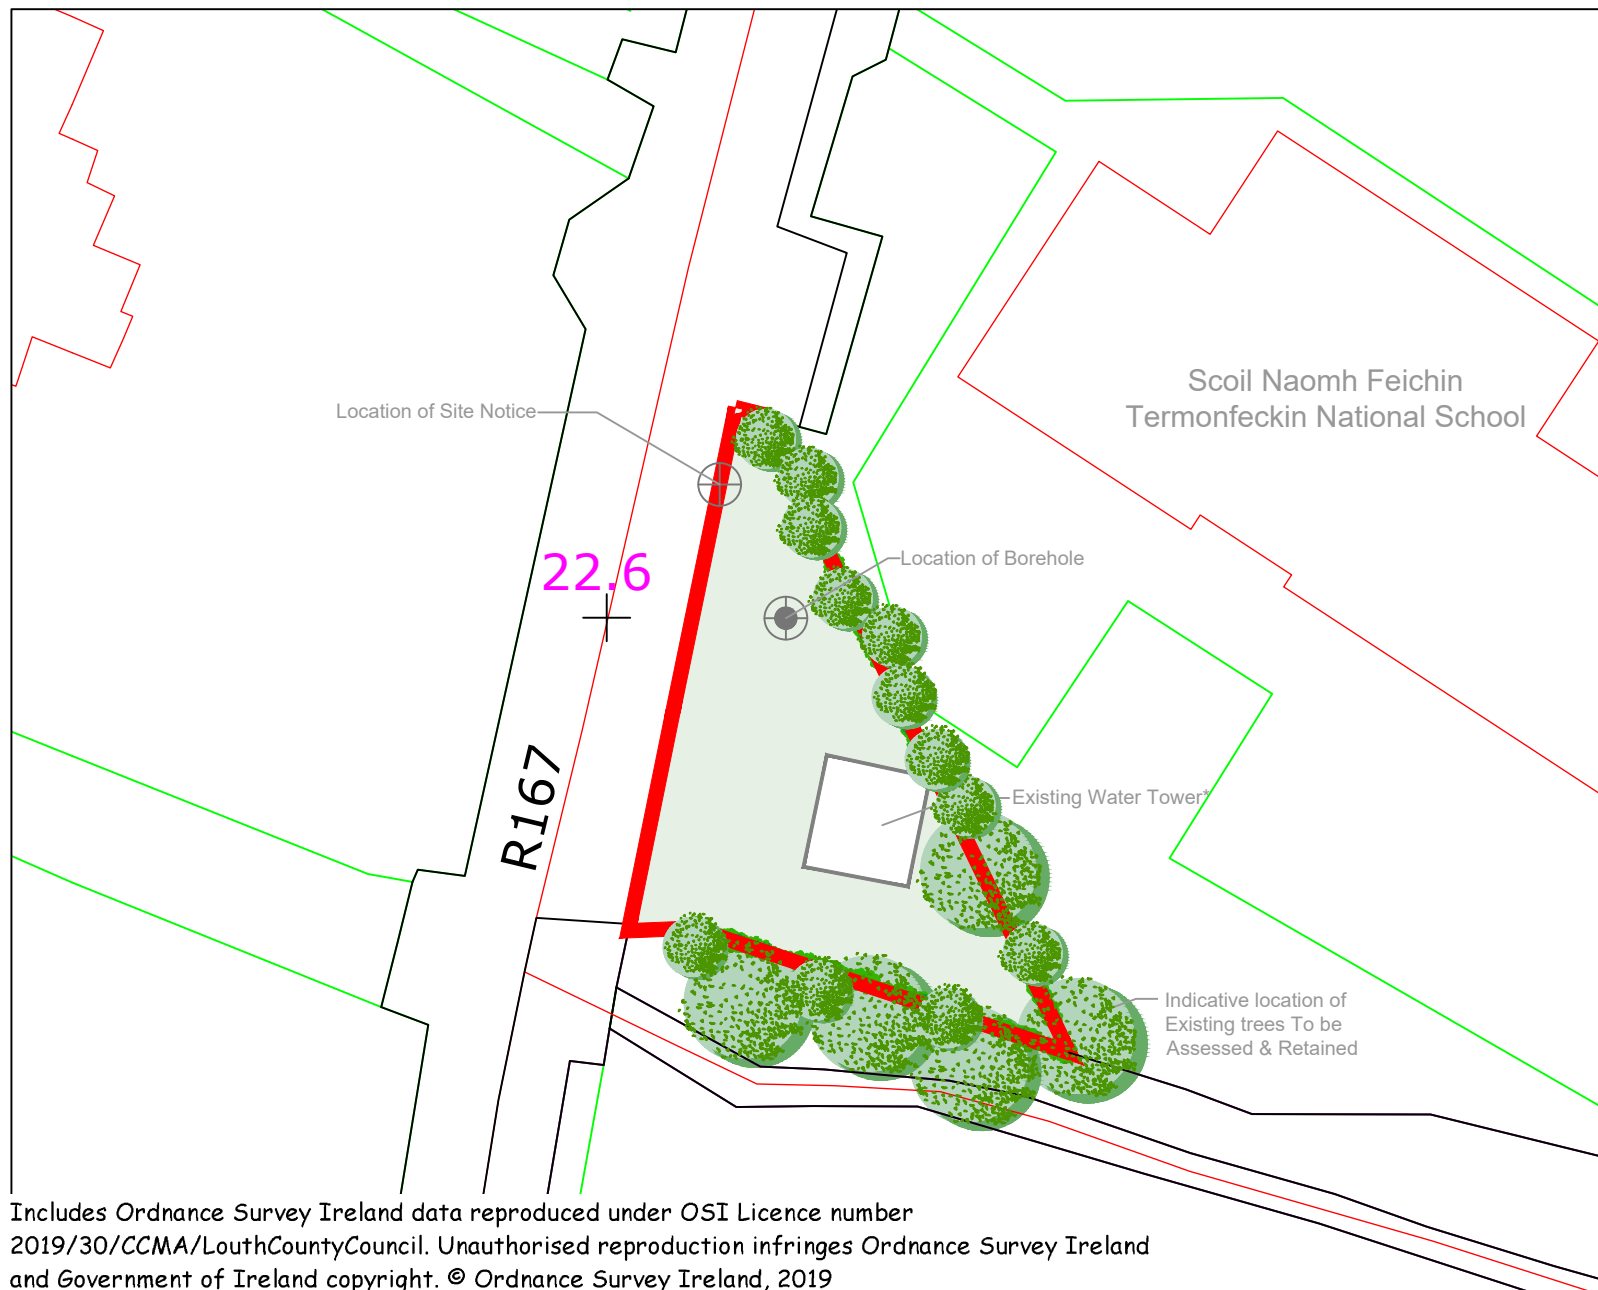 Scoil Naomh Feichin
Termonfeckin National School
Location of Site Notice
Location of Borehole
22.6
R167
Existing Water Tower*
Indicative location of
Existing trees To be
Assessed & Retained
Includes Ordnance Survey Ireland data reproduced under OSI Licence number
2019/30/CCMA/LouthCountyCouncil. Unauthorised reproduction infringes Ordnance Survey Ireland
and Government of Ireland copyright. © Ordnance Survey Ireland, 2019